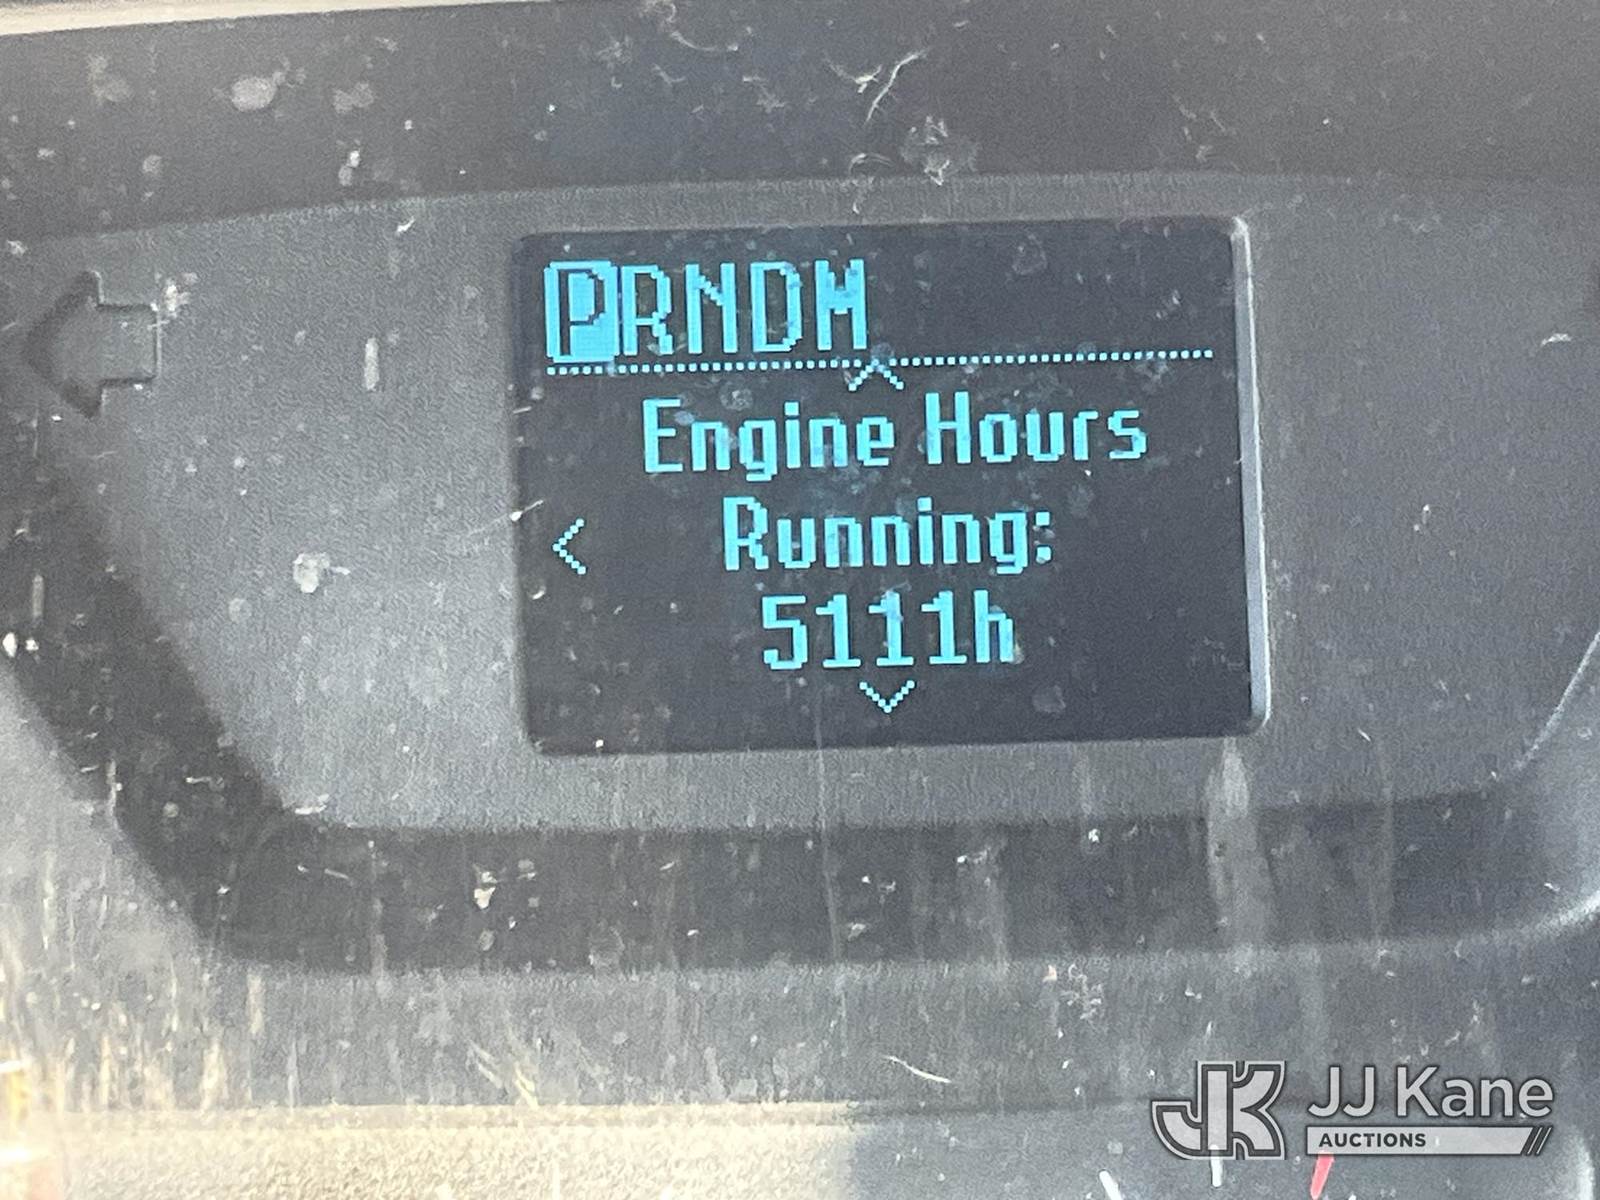 PRNDM
Engine Hours
Running:
5111h
JJ Kane
AUCTIONS